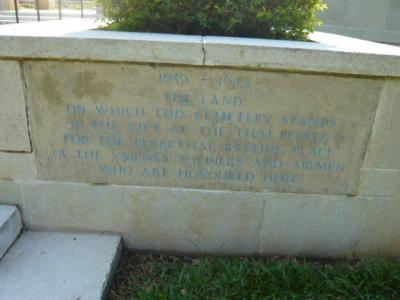 1939 - 1945
THE LAND
ON WHICH THIS CEMETERY STANDS
IS THE GIFT OF THE THAI PEOPLE
FOR THE PERPETUAL RESTING PLACE
OF THE SAILORS SOLDIERS AND AIRMEN
WHO ARE HONOURED HERE